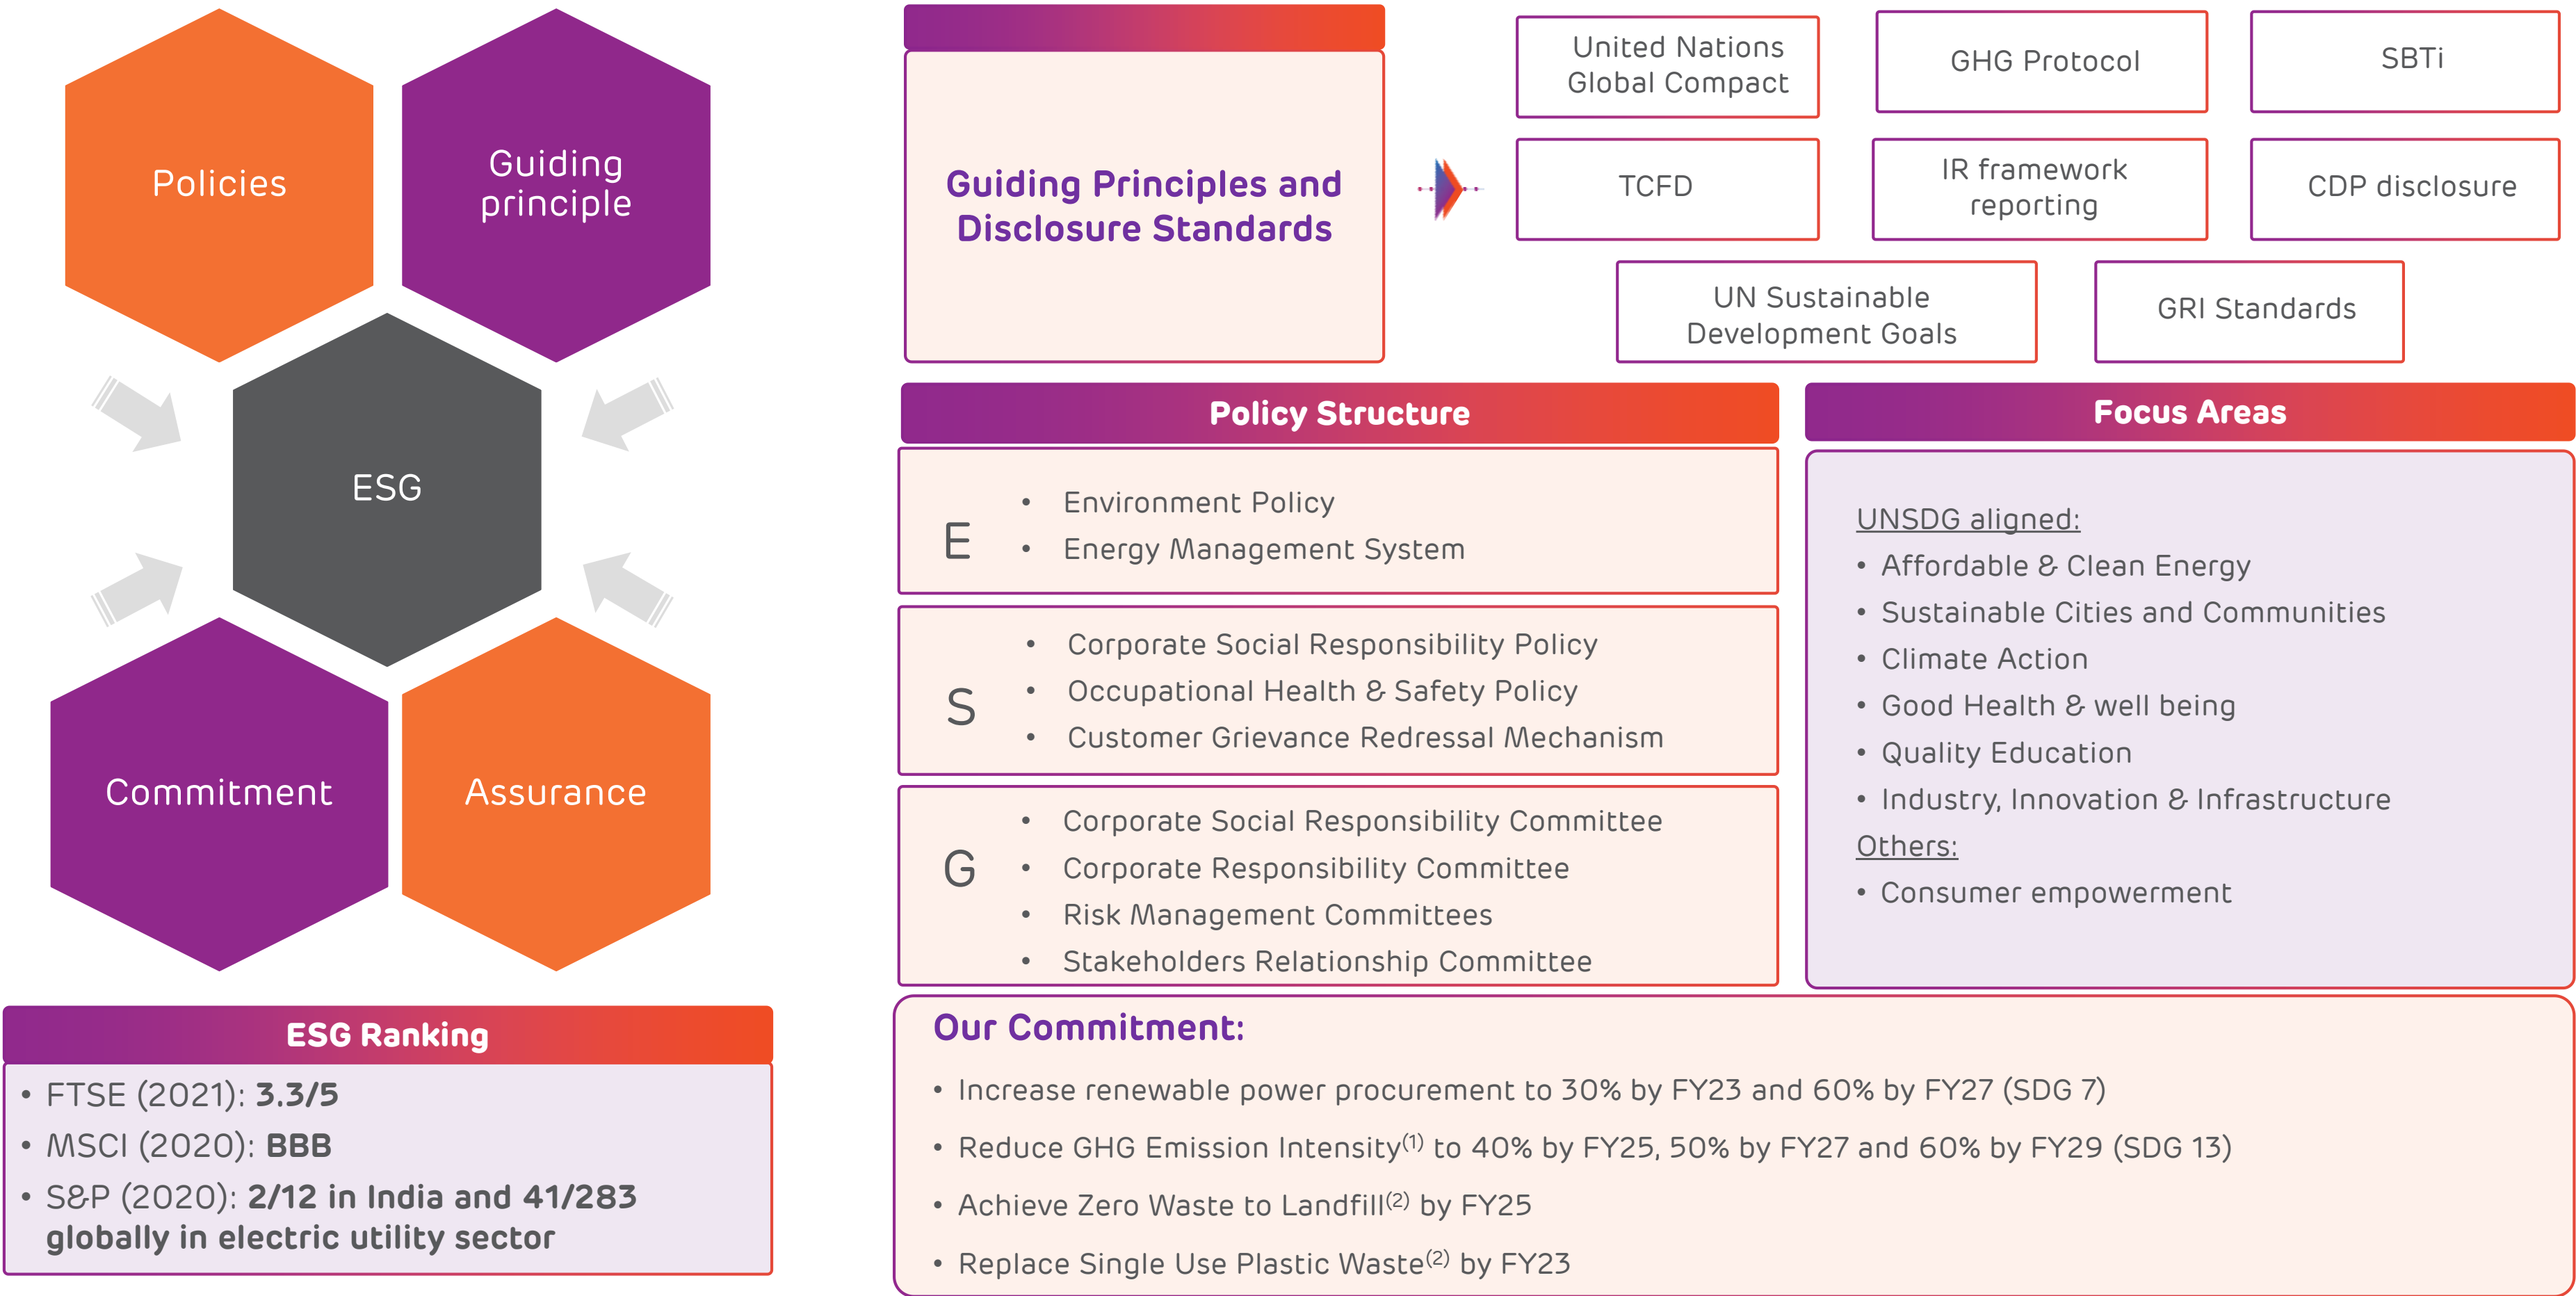 Policies
Guiding
principle
ESG
Commitment
Assurance
ESG Ranking
• FTSE (2021): 3.3/5
• MSCI (2020): BBB
• S&P (2020): 2/12 in India and 41/283
globally in electric utility sector
Guiding Principles and
Disclosure Standards
United Nations
Global Compact
GHG Protocol
SBTi
TCFD
IR framework
reporting
CDP disclosure
UN Sustainable
Development Goals
GRI Standards
Policy Structure
E
• Environment Policy
• Energy Management System
S
• Corporate Social Responsibility Policy
• Occupational Health & Safety Policy
• Customer Grievance Redressal Mechanism
G
• Corporate Social Responsibility Committee
• Corporate Responsibility Committee
• Risk Management Committees
• Stakeholders Relationship Committee
Focus Areas
UNSDG aligned:
• Affordable & Clean Energy
• Sustainable Cities and Communities
• Climate Action
• Good Health & well being
• Quality Education
• Industry, Innovation & Infrastructure
Others:
• Consumer empowerment
Our Commitment:
• Increase renewable power procurement to 30% by FY23 and 60% by FY27 (SDG 7)
• Reduce GHG Emission Intensity(1) to 40% by FY25, 50% by FY27 and 60% by FY29 (SDG 13)
• Achieve Zero Waste to Landfill(2) by FY25
• Replace Single Use Plastic Waste(2) by FY23